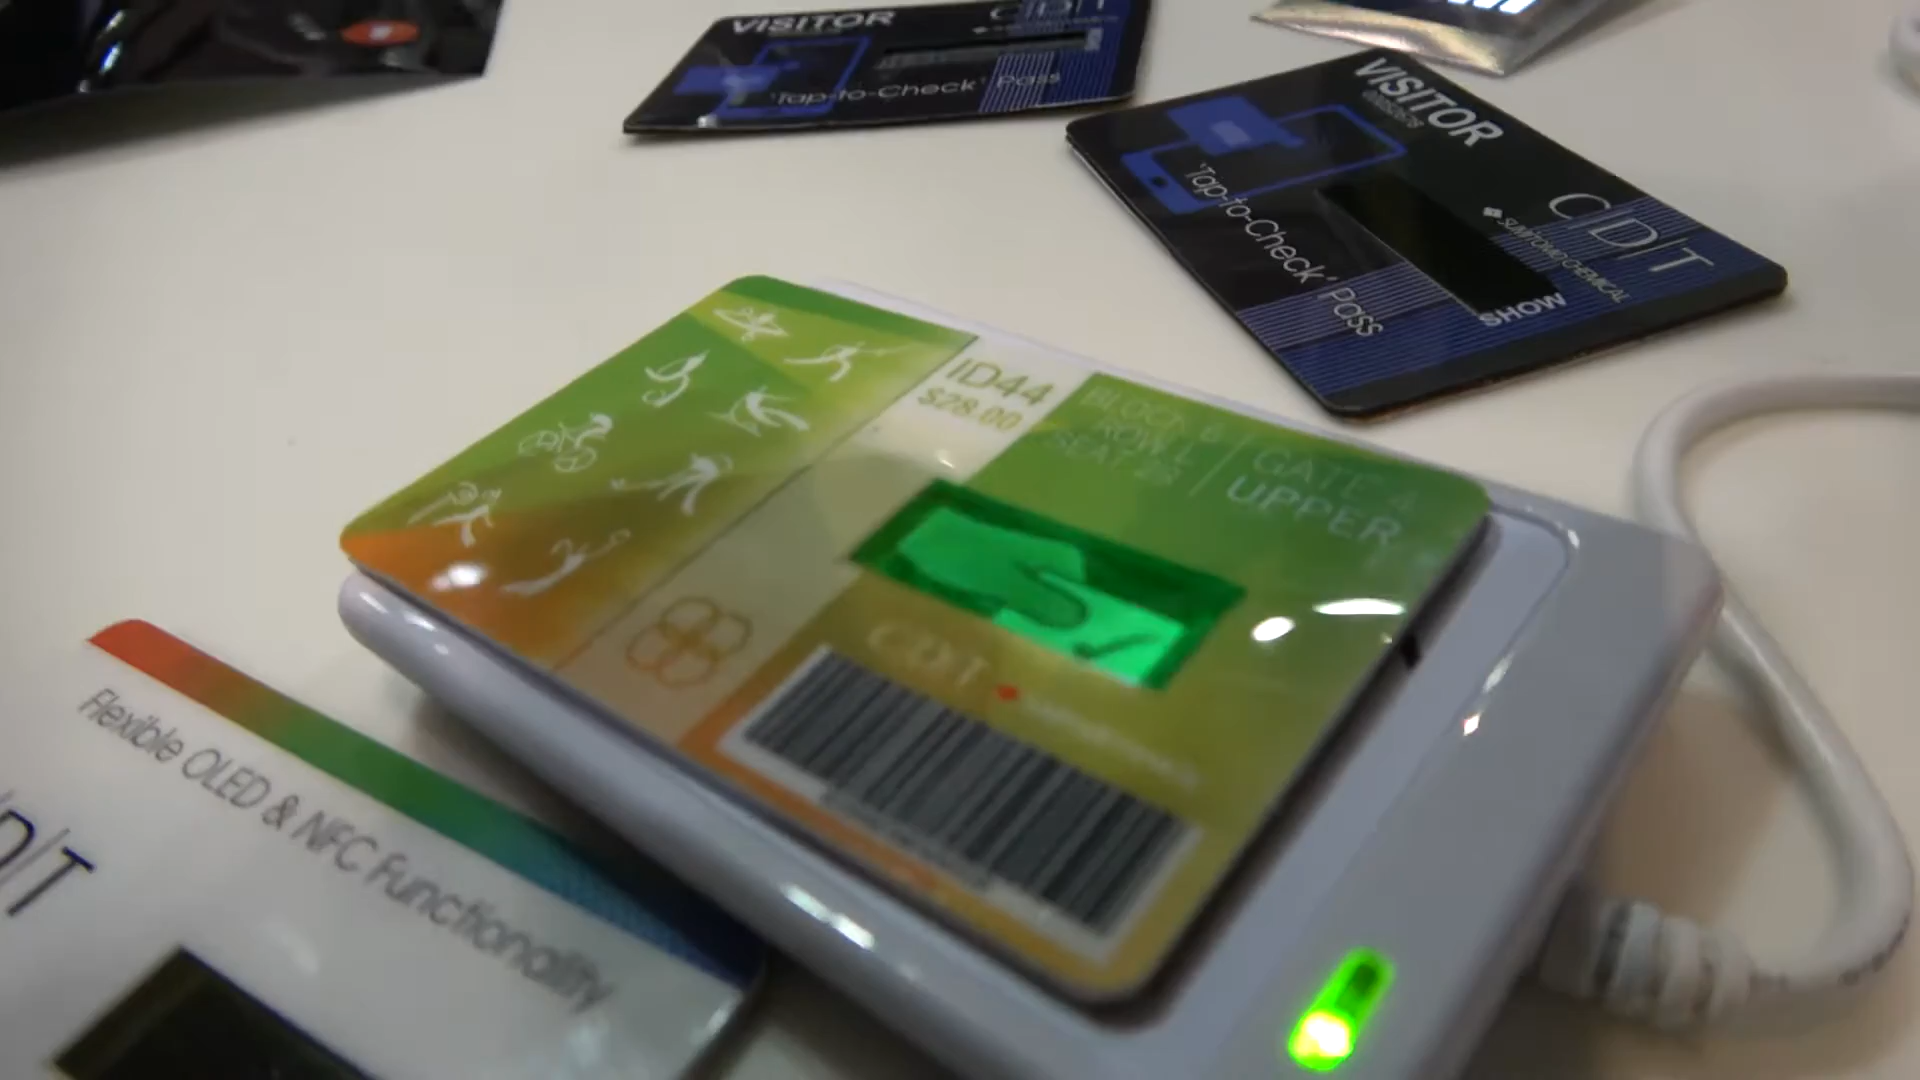 VISITOR
C/D/T
'Tap-to-Check' Pass
VISITOR
C/D/T
SUMITOMO CHEMICAL
'Tap-to-Check' Pass
SHOW
ID44
$28.00
BLOCK 6
ROW L
GATE 4
UPPER
CDT
Flexible OLED & NFC Functionality
D/T